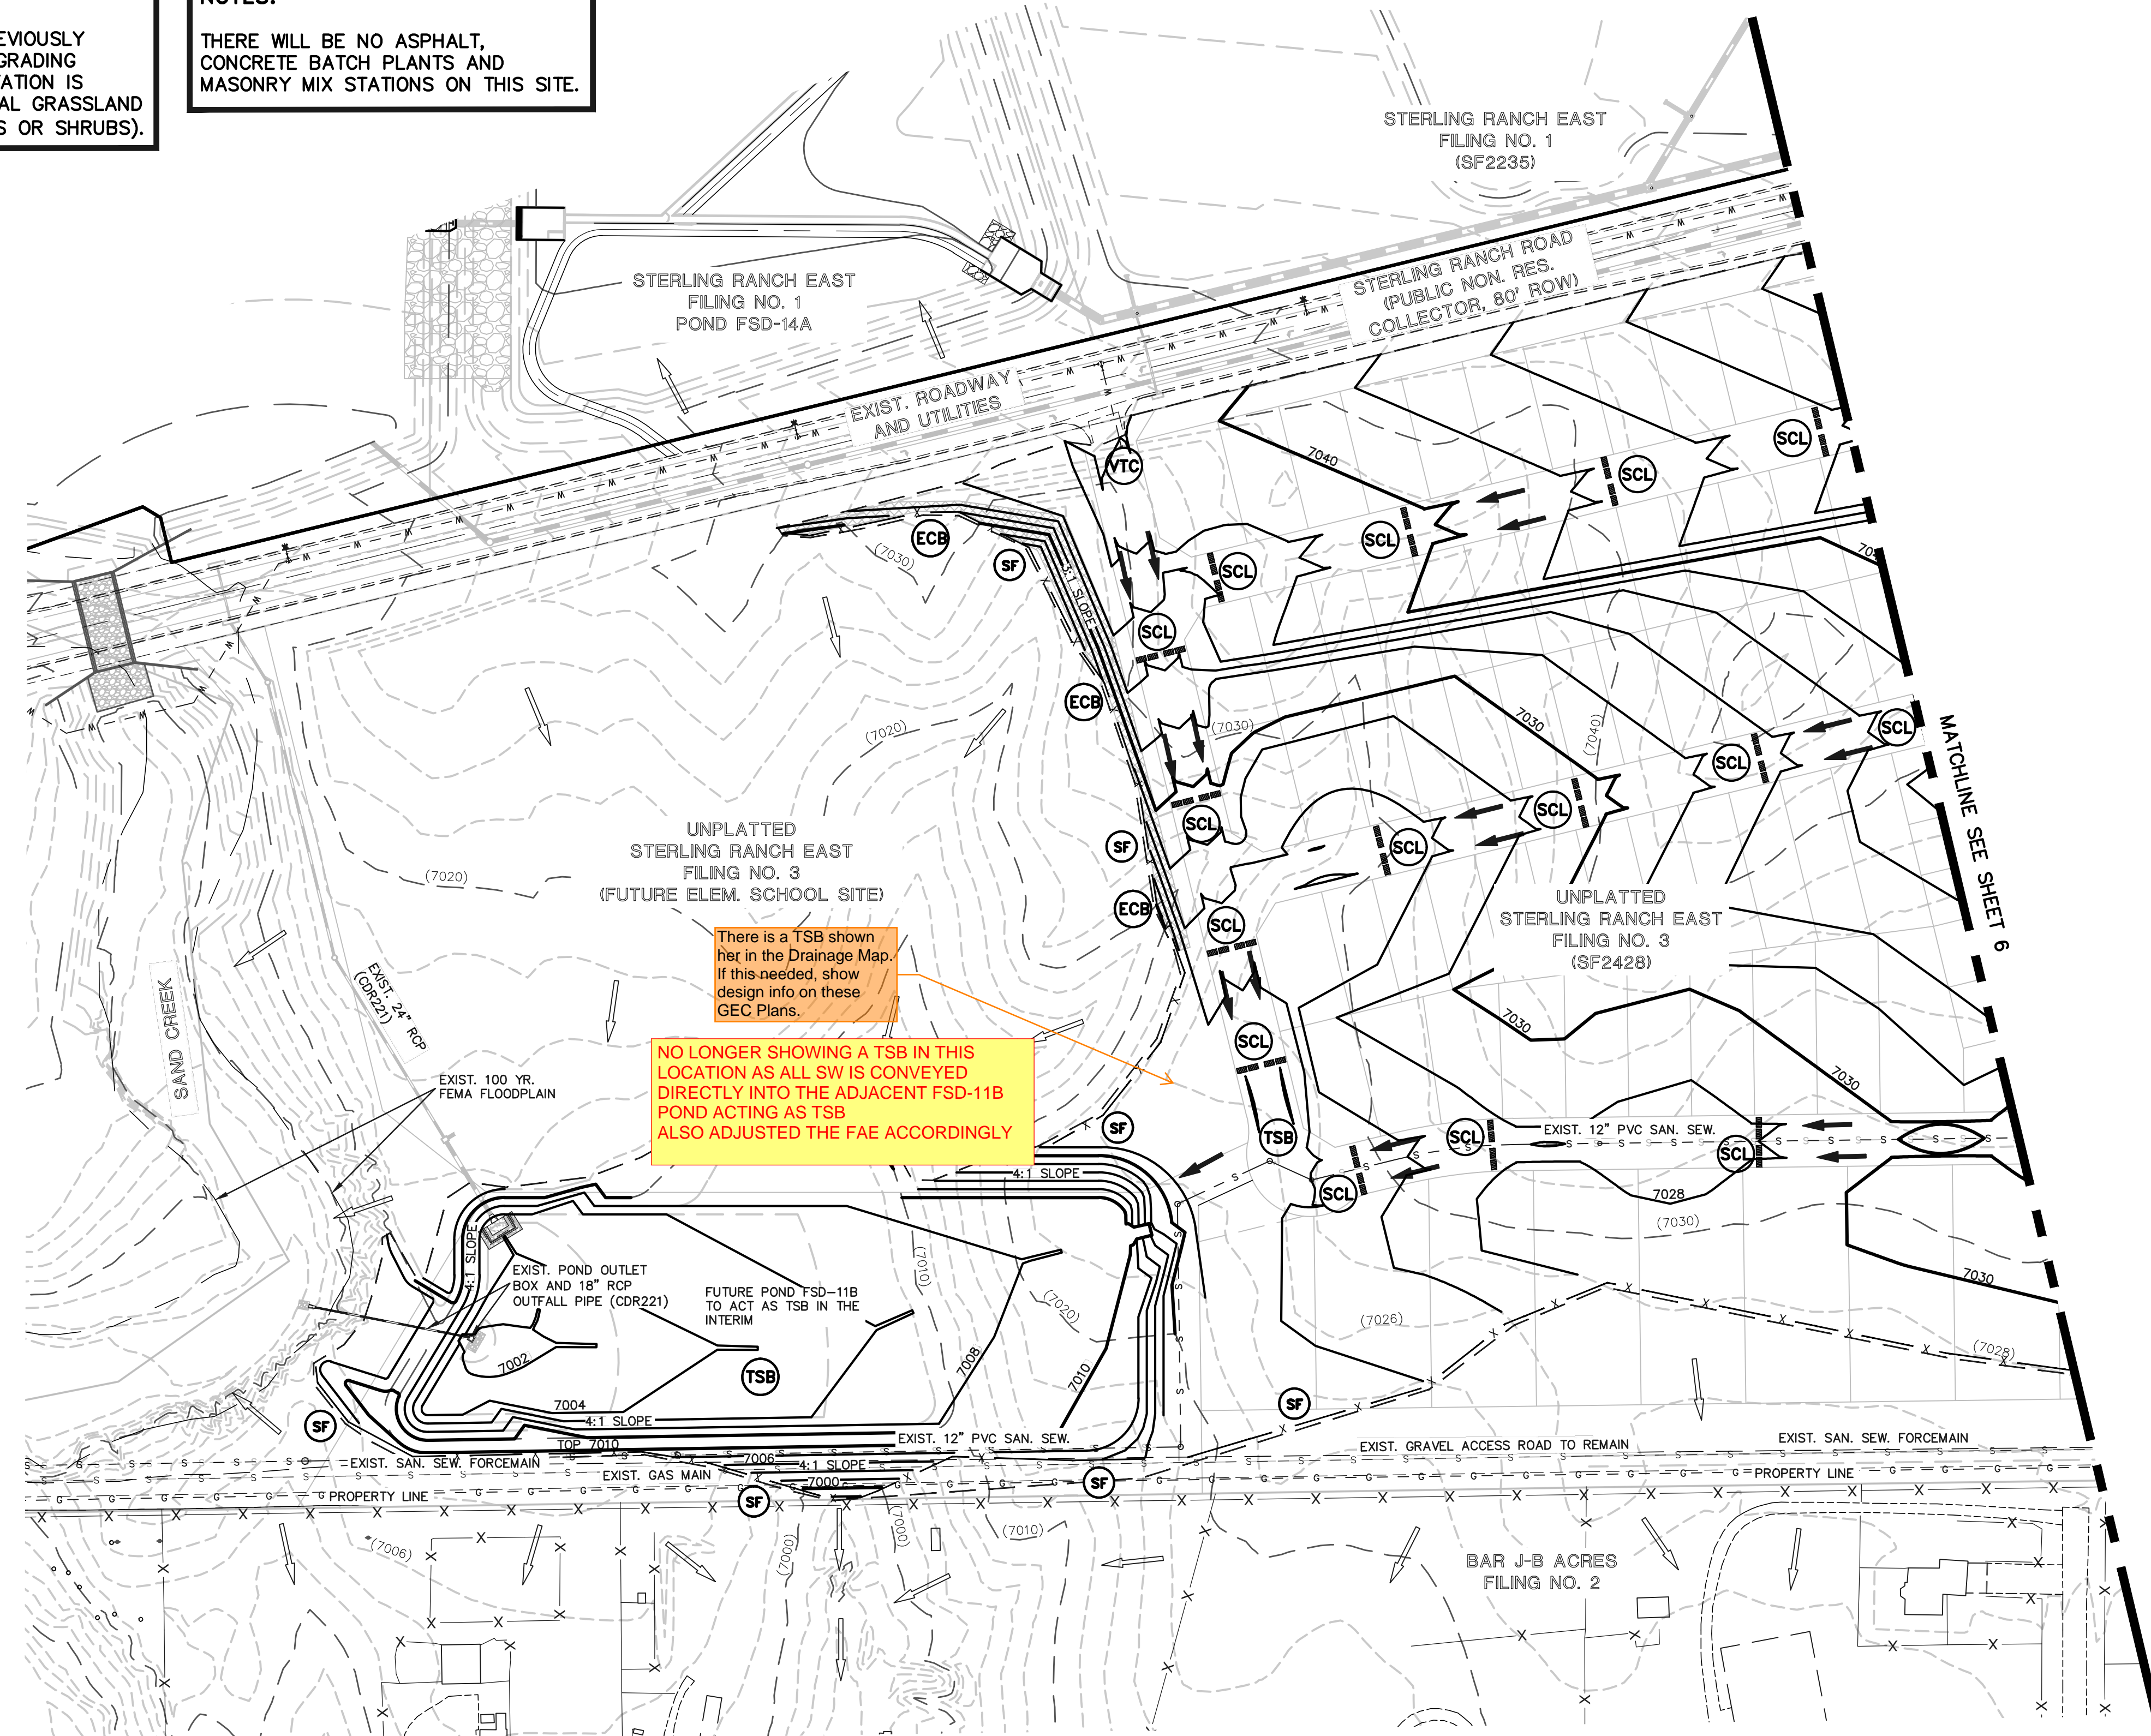 EVIOUSLY
GRADING
ATION IS
AL GRASSLAND
S OR SHRUBS).
NOTES:
THERE WILL BE NO ASPHALT,
CONCRETE BATCH PLANTS AND
MASONRY MIX STATIONS ON THIS SITE.
STERLING RANCH EAST
FILING NO. 1
(SF2235)
STERLING RANCH EAST
FILING NO. 1
POND FSD-14A
STERLING RANCH ROAD
(PUBLIC NON. RES.
COLLECTOR, 80' ROW)
EXIST. ROADWAY
AND UTILITIES
VTC
7040
SCL
SCL
SCL
SCL
SCL
ECB
SF
(7030)
3:1 SLOPE
ECB
(7020)
(7030)
7030
(7040)
SCL
SCL
SCL
SCL
SCL
SF
ECB
SCL
SCL
MATCHLINE SEE SHEET 6
UNPLATTED
STERLING RANCH EAST
FILING NO. 3
(FUTURE ELEM. SCHOOL SITE)
(7020)
UNPLATTED
STERLING RANCH EAST
FILING NO. 3
(SF2428)
There is a TSB shown
her in the Drainage Map.
If this needed, show
design info on these
GEC Plans.
NO LONGER SHOWING A TSB IN THIS
LOCATION AS ALL SW IS CONVEYED
DIRECTLY INTO THE ADJACENT FSD-11B
POND ACTING AS TSB
ALSO ADJUSTED THE FAE ACCORDINGLY
SAND CREEK
EXIST. 24" RCP
(CDR221)
EXIST. 100 YR.
FEMA FLOODPLAIN
7030
7030
SF
TSB
SCL
EXIST. 12" PVC SAN. SEW.
SCL
SCL
7028
(7030)
4:1 SLOPE
4:1 SLOPE
EXIST. POND OUTLET
BOX AND 18" RCP
OUTFALL PIPE (CDR221)
FUTURE POND FSD-11B
TO ACT AS TSB IN THE
INTERIM
(7010)
(7020)
(7026)
7030
(7028)
7002
TSB
7008
7010
7004
4:1 SLOPE
SF
SF
TOP 7010
EXIST. 12" PVC SAN. SEW.
EXIST. GRAVEL ACCESS ROAD TO REMAIN
EXIST. SAN. SEW. FORCEMAIN
EXIST. SAN. SEW. FORCEMAIN
7006
4:1 SLOPE
EXIST. GAS MAIN
7000
SF
SF
PROPERTY LINE
PROPERTY LINE
(7006)
(7000)
(7000)
(7010)
BAR J-B ACRES
FILING NO. 2